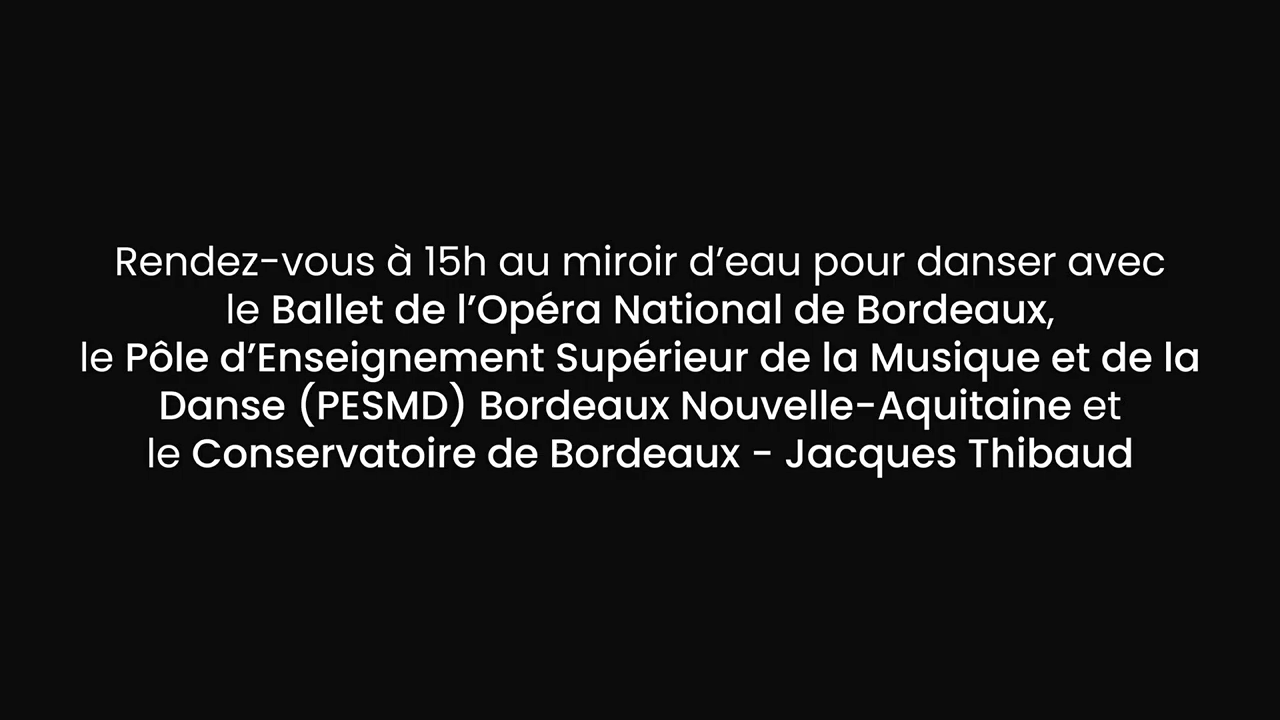 Rendez-vous à 15h au miroir d’eau pour danser avec
le Ballet de l’Opéra National de Bordeaux,
le Pôle d’Enseignement Supérieur de la Musique et de la
Danse (PESMD) Bordeaux Nouvelle-Aquitaine et
le Conservatoire de Bordeaux - Jacques Thibaud